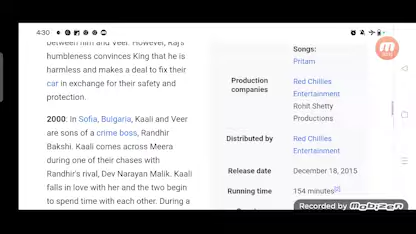 4:30
between him and Veer. However, Raj's
humbleness convinces King that he is
harmless and makes a deal to fix their
car in exchange for their safety and
protection.
2000: In Sofia, Bulgaria, Kaali and Veer
are sons of a crime boss, Randhir
Bakshi. Kaali comes across Meera
during one of their chases with
Randhir's rival, Dev Narayan Malik. Kaali
falls in love with her and the two begin
to spend time with each other. During a
Songs:
Pritam
Production
companies
Red Chillies
Entertainment
Rohit Shetty
Productions
Distributed by
Red Chillies
Entertainment
Release date
December 18, 2015
Running time
154 minutes[2]
Recorded by Mobizen